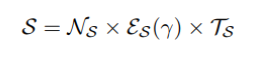 𝒮 = 𝒩_𝒮 × ℰ_𝒮(γ) × 𝒯_𝒮